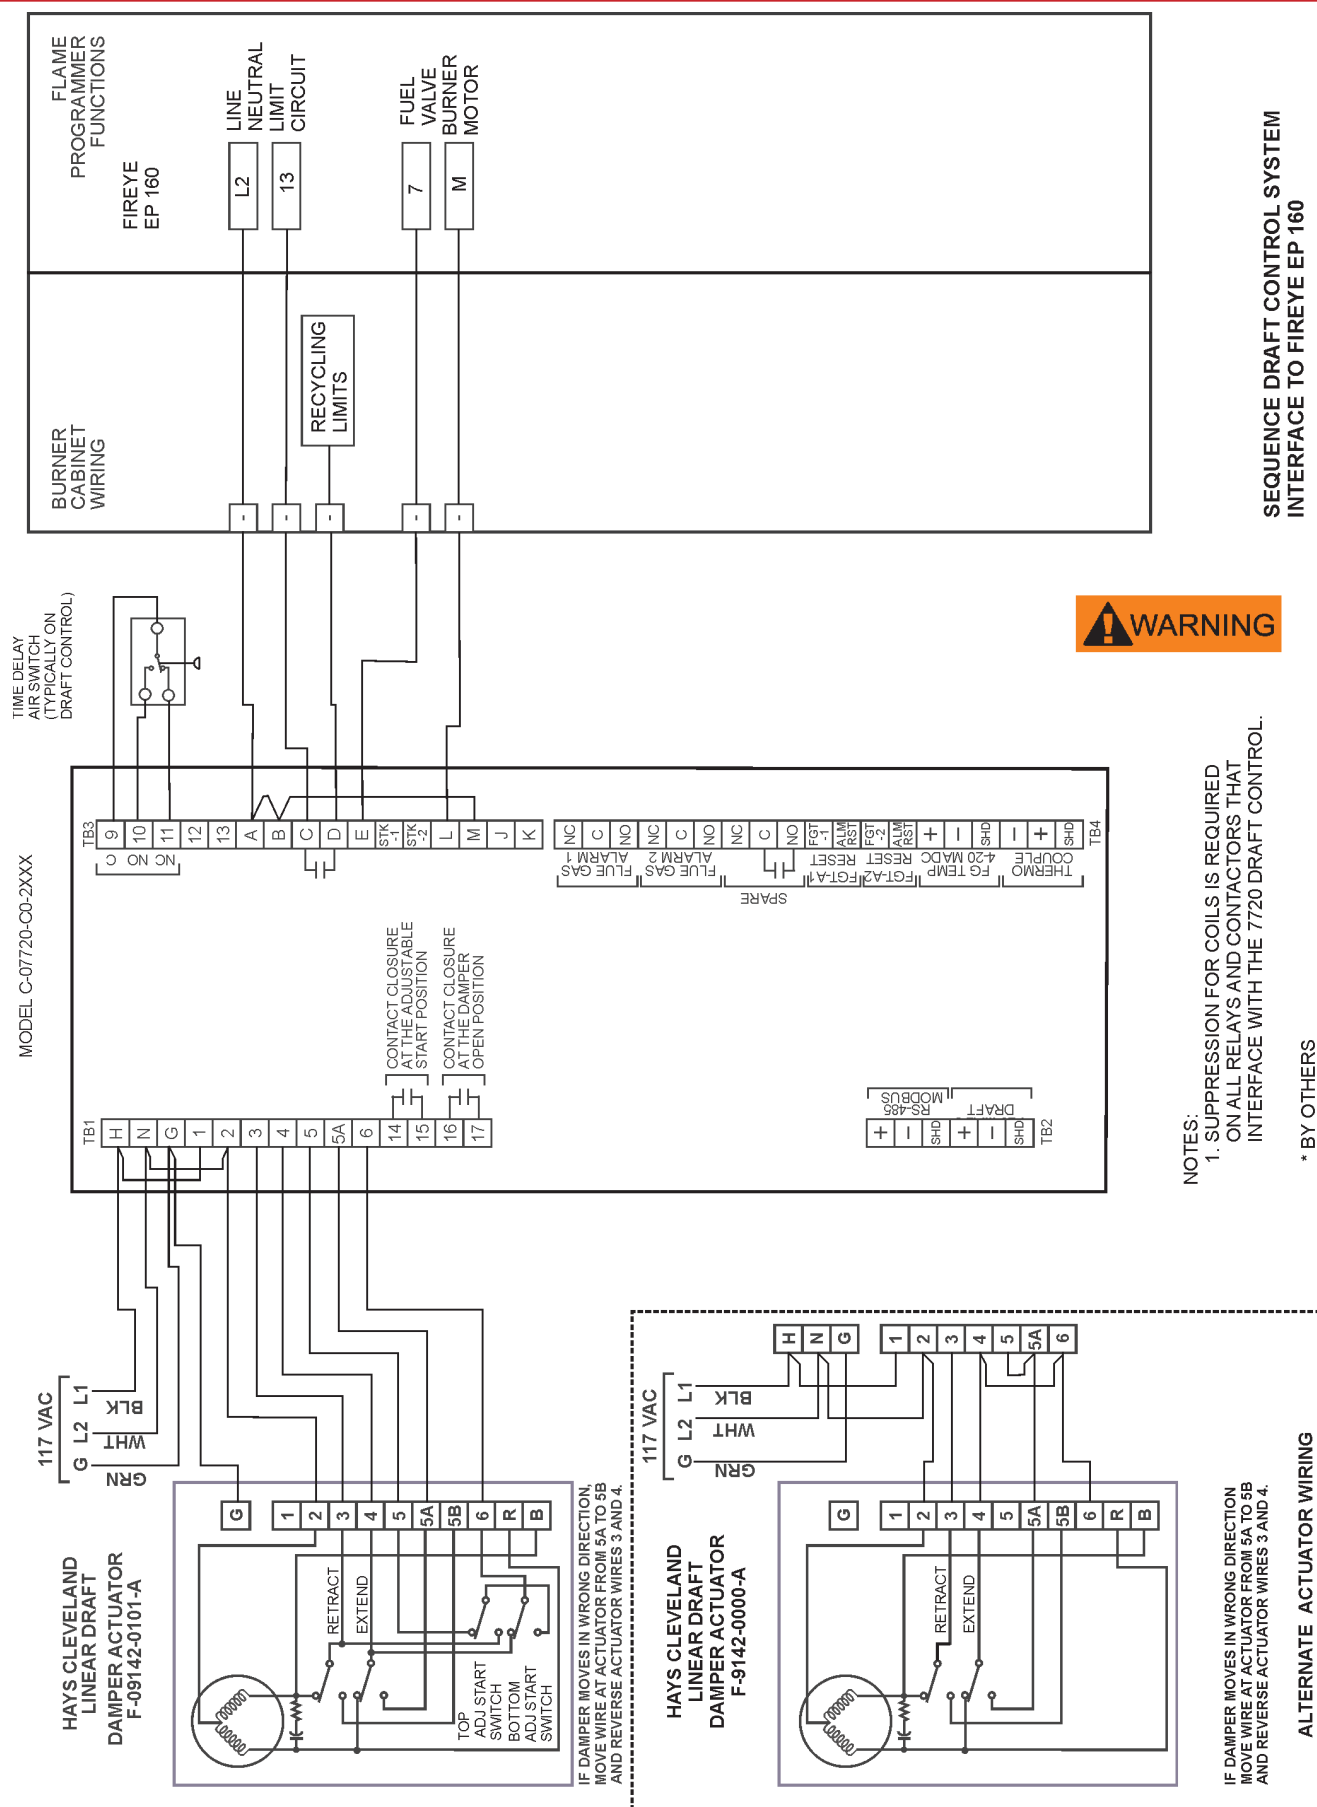 FLAME
PROGRAMMER
FUNCTIONS
FIREYE
EP 160
LINE
NEUTRAL
LIMIT
CIRCUIT
FUEL
VALVE
BURNER
MOTOR
L2
13
7
M
BURNER
CABINET
WIRING
RECYCLING
LIMITS
-
-
-
-
-
SEQUENCE DRAFT CONTROL SYSTEM
INTERFACE TO FIREYE EP 160
TIME DELAY
AIR SWITCH
(TYPICALLY ON
DRAFT CONTROL)
WARNING
MODEL C-07720-C0-2XXX
TB3
9
10
11
12
13
A
B
C
D
E
STK
-1
STK
-2
L
M
J
K
C
NO
NC
NC
C
NO
NC
C
NO
NC
C
NO
FGT
-1
ALM
RST
FGT
-2
ALM
RST
+
−
SHD
−
+
SHD
TB4
FLUE GAS
ALARM 1
FLUE GAS
ALARM 2
SPARE
FGT-A1
RESET
FGT-A2
RESET
FG TEMP
4-20 MADC
THERMO
COUPLE
CONTACT CLOSURE
AT THE ADJUSTABLE
START POSITION
CONTACT CLOSURE
AT THE DAMPER
OPEN POSITION
TB1
H
N
G
1
2
3
4
5
5A
6
14
15
16
17
RS-485
MODBUS
DRAFT
+
−
SHD
+
−
SHD
TB2
NOTES:
1. SUPPRESSION FOR COILS IS REQUIRED
ON ALL RELAYS AND CONTACTORS THAT
INTERFACE WITH THE 7720 DRAFT CONTROL.
* BY OTHERS
117 VAC
G L2 L1
BLK
WHT
GRN
HAYS CLEVELAND
LINEAR DRAFT
DAMPER ACTUATOR
F-09142-0101-A
G
1
2
3
4
5
5A
5B
6
R
B
RETRACT
EXTEND
TOP
ADJ START
SWITCH
BOTTOM
ADJ START
SWITCH
IF DAMPER MOVES IN WRONG DIRECTION,
MOVE WIRE AT ACTUATOR FROM 5A TO 5B
AND REVERSE ACTUATOR WIRES 3 AND 4.
117 VAC
G L2 L1
BLK
WHT
GRN
H
N
G
1
2
3
4
5
5A
6
HAYS CLEVELAND
LINEAR DRAFT
DAMPER ACTUATOR
F-9142-0000-A
G
1
2
3
4
5
5A
5B
6
R
B
RETRACT
EXTEND
IF DAMPER MOVES IN WRONG DIRECTION
MOVE WIRE AT ACTUATOR FROM 5A TO 5B
AND REVERSE ACTUATOR WIRES 3 AND 4.
ALTERNATE ACTUATOR WIRING